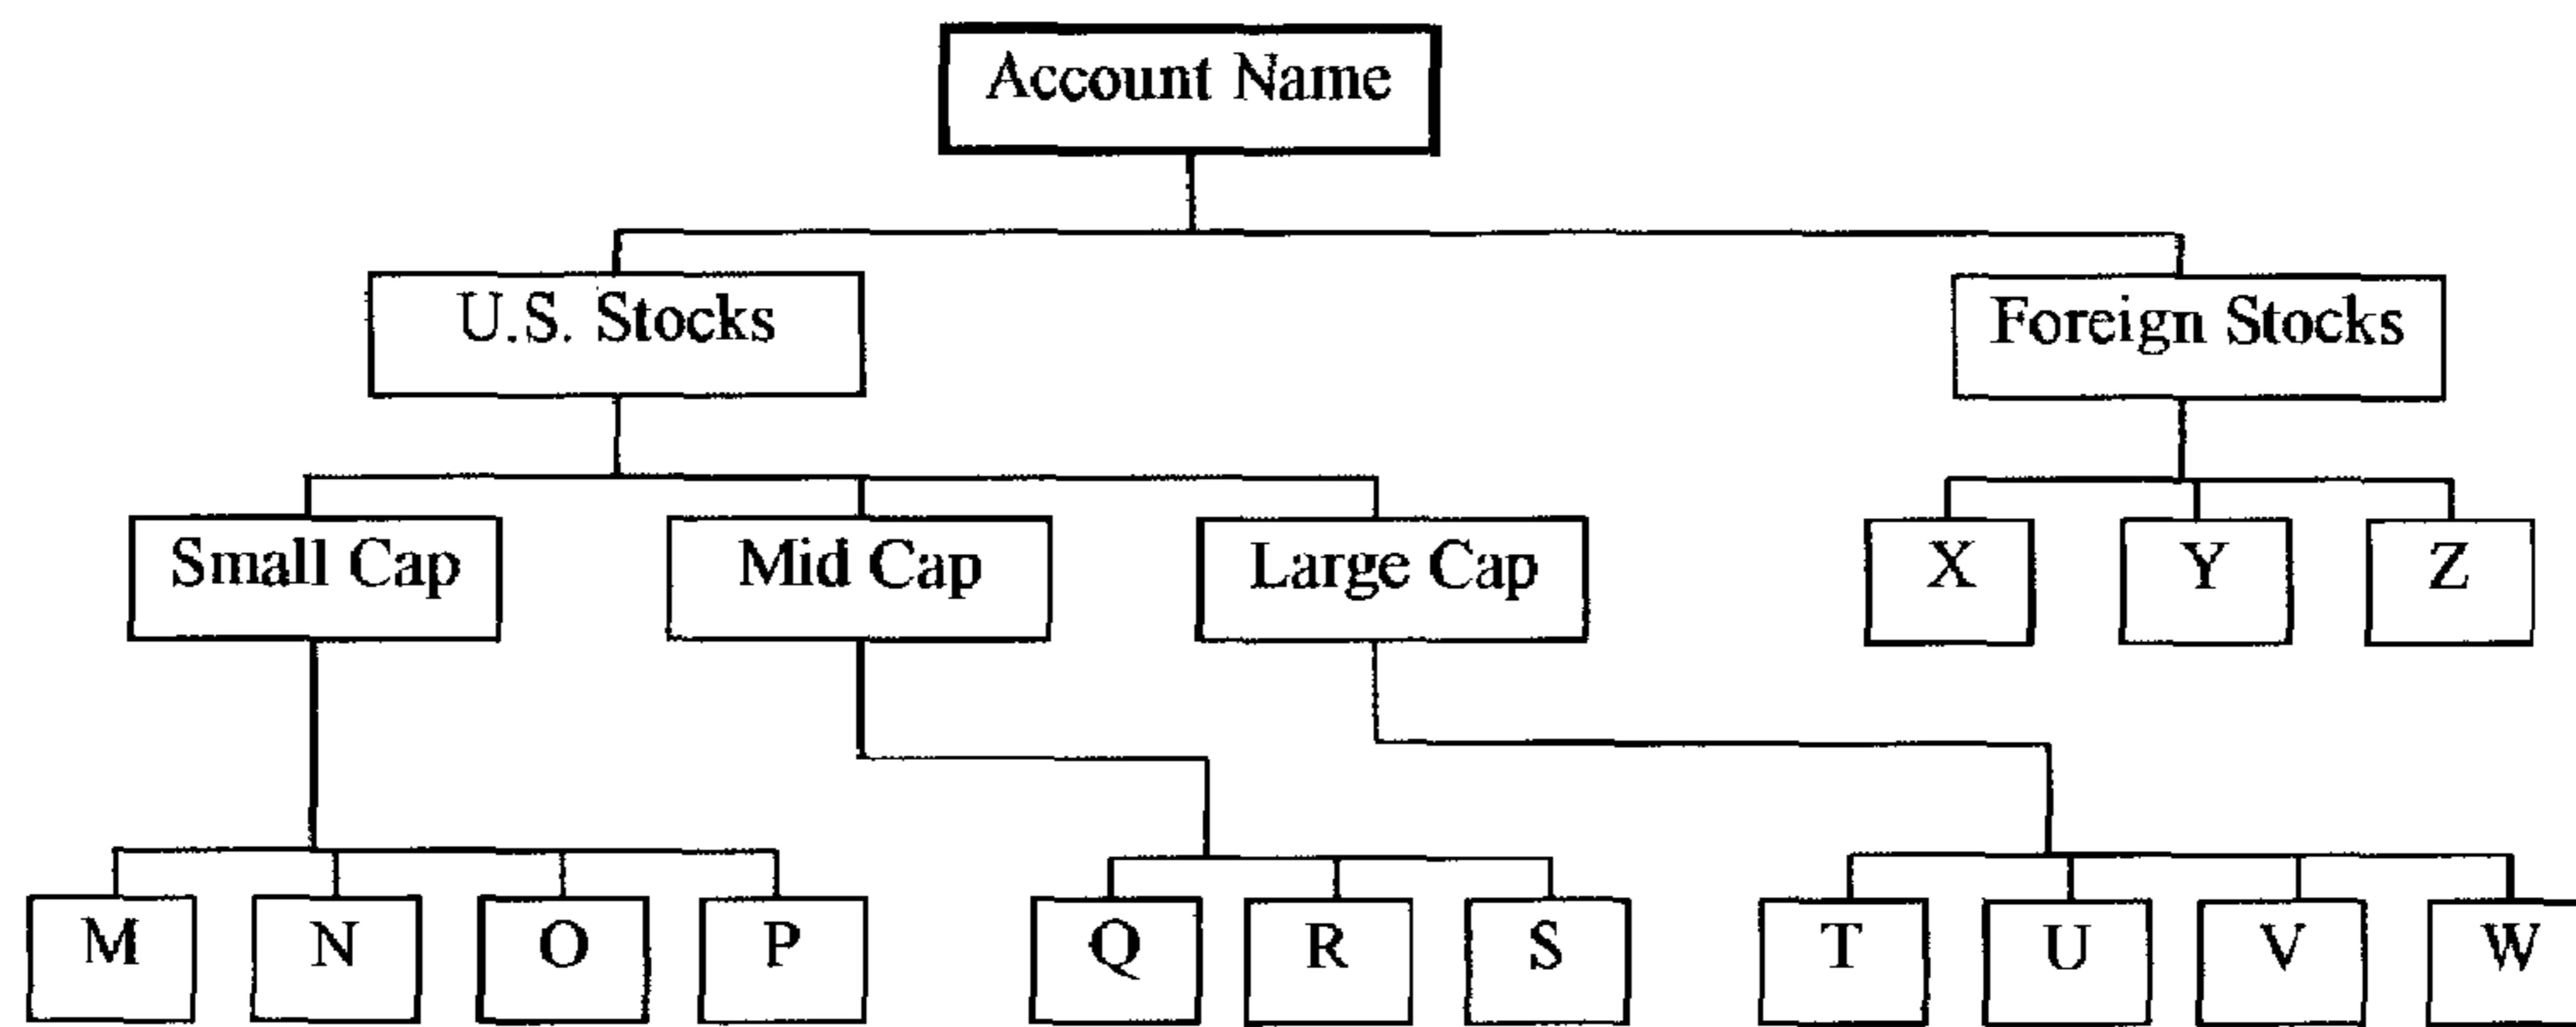 Account Name
U.S. Stocks
Foreign Stocks
Small Cap
Mid Cap
Large Cap
X
Y
Z
M
N
O
P
Q
R
S
T
U
V
W